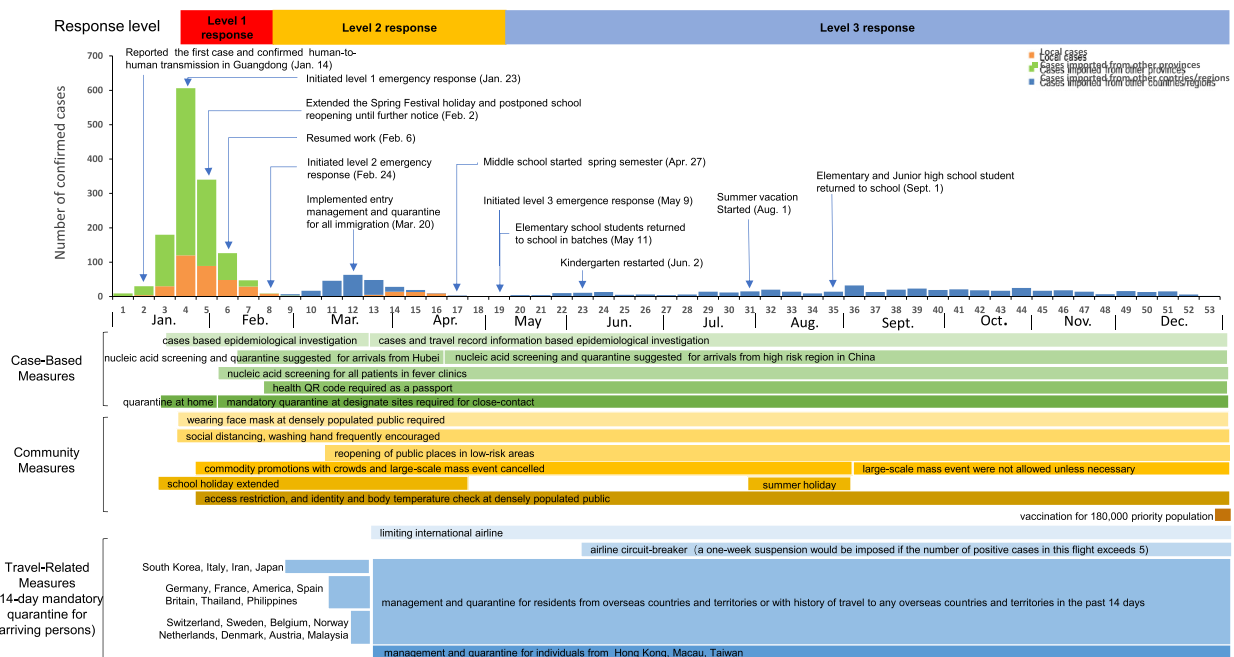 Response level
Level 1
response
Level 2 response
Level 3 response
Reported the first case and confirmed human-to-
human transmission in Guangdong (Jan. 14)
Initiated level 1 emergency response (Jan. 23)
Extended the Spring Festival holiday and postponed school
reopening until further notice (Feb. 2)
Resumed work (Feb. 6)
Initiated level 2 emergency
response (Feb. 24)
Implemented entry
management and quarantine
for all immigration (Mar. 20)
Middle school started spring semester (Apr. 27)
Initiated level 3 emergence response (May 9)
Elementary school students returned
to school in batches (May 11)
Kindergarten restarted (Jun. 2)
Summer vacation
Started (Aug. 1)
Elementary and Junior high school student
returned to school (Sept. 1)
Local cases
Local cases
Cases imported from other provinces
Cases imported from other provinces
Cases imported from other contries/regions
Cases imported from other countries/regions
Number of confirmed cases
700
600
500
400
300
200
100
0
1 2 3 4 5 6 7 8 9 10 11 12 13 14 15 16 17 18 19 20 21 22 23 24 25 26 27 28 29 30 31 32 33 34 35 36 37 38 39 40 41 42 43 44 45 46 47 48 49 50 51 52 53
Jan. Feb. Mar. Apr. May Jun. Jul. Aug. Sept. Oct. Nov. Dec.
Case-Based
Measures
cases based epidemiological investigation
cases and travel record information based epidemiological investigation
nucleic acid screening and quarantine suggested for arrivals from Hubei
nucleic acid screening and quarantine suggested for arrivals from high risk region in China
nucleic acid screening for all patients in fever clinics
health QR code required as a passport
quarantine at home
mandatory quarantine at designate sites required for close-contact
Community
Measures
wearing face mask at densely populated public required
social distancing, washing hand frequently encouraged
reopening of public places in low-risk areas
commodity promotions with crowds and large-scale mass event cancelled
large-scale mass event were not allowed unless necessary
school holiday extended
summer holiday
access restriction, and identity and body temperature check at densely populated public
vaccination for 180,000 priority population
Travel-Related
Measures
14-day mandatory
quarantine for
arriving persons)
limiting international airline
airline circuit-breaker (a one-week suspension would be imposed if the number of positive cases in this flight exceeds 5)
South Korea, Italy, Iran, Japan
Germany, France, America, Spain
Britain, Thailand, Philippines
Switzerland, Sweden, Belgium, Norway
Netherlands, Denmark, Austria, Malaysia
management and quarantine for residents from overseas countries and territories or with history of travel to any overseas countries and territories in the past 14 days
management and quarantine for individuals from Hong Kong, Macau, Taiwan